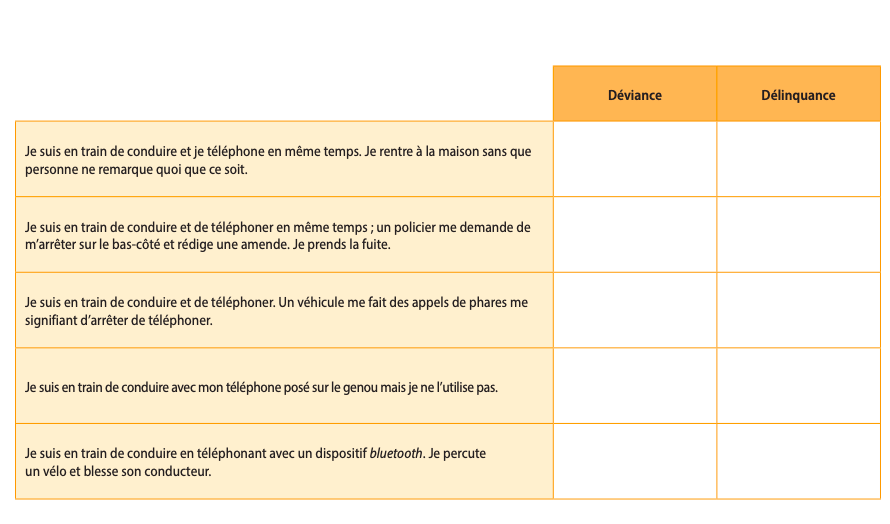 Déviance
Délinquance
Je suis en train de conduire et je téléphone en même temps. Je rentre à la maison sans que
personne ne remarque quoi que ce soit.
Je suis en train de conduire et de téléphoner en même temps ; un policier me demande de
m’arrêter sur le bas-côté et rédige une amende. Je prends la fuite.
Je suis en train de conduire et de téléphoner. Un véhicule me fait des appels de phares me
signifiant d’arrêter de téléphoner.
Je suis en train de conduire avec mon téléphone posé sur le genou mais je ne l’utilise pas.
Je suis en train de conduire en téléphonant avec un dispositif bluetooth. Je percute
un vélo et blesse son conducteur.